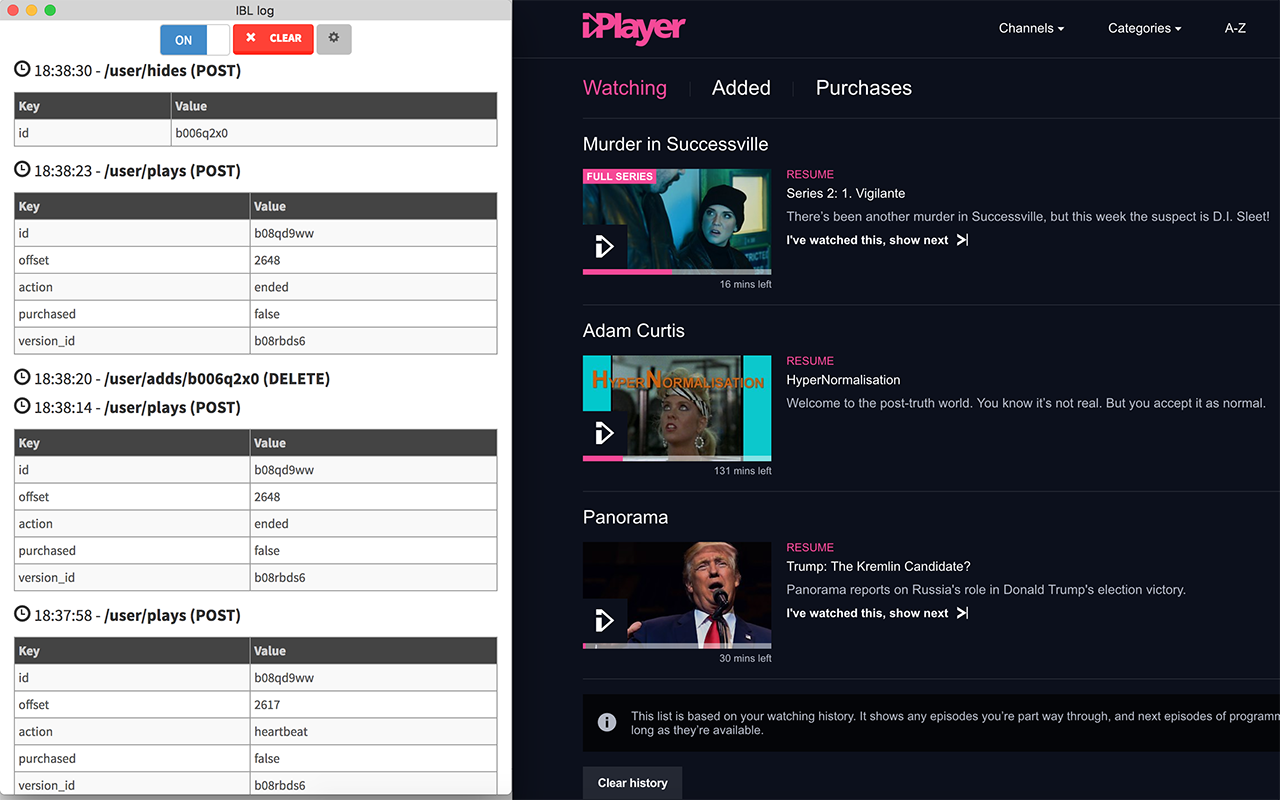 IBL log
ON
CLEAR
18:38:30 - /user/hides (POST)
Key Value
id b006q2x0
18:38:23 - /user/plays (POST)
Key Value
id b08qd9ww
offset 2648
action ended
purchased false
version_id b08rbds6
18:38:20 - /user/adds/b006q2x0 (DELETE)
18:38:14 - /user/plays (POST)
Key Value
id b08qd9ww
offset 2648
action ended
purchased false
version_id b08rbds6
18:37:58 - /user/plays (POST)
Key Value
id b08qd9ww
offset 2617
action heartbeat
purchased false
version_id b08rbds6
iPlayer
Channels
Categories
A-Z
Watching
Added
Purchases
Murder in Successville
FULL SERIES
16 mins left
RESUME
Series 2: 1. Vigilante
There's been another murder in Successville, but this week the suspect is D.I. Sleet!
I've watched this, show next
Adam Curtis
HYPERNORMALISATION
131 mins left
RESUME
HyperNormalisation
Welcome to the post-truth world. You know it's not real. But you accept it as normal.
Panorama
30 mins left
RESUME
Trump: The Kremlin Candidate?
Panorama reports on Russia's role in Donald Trump's election victory.
I've watched this, show next
This list is based on your watching history. It shows any episodes you're part way through, and next episodes of programm
long as they're available.
Clear history